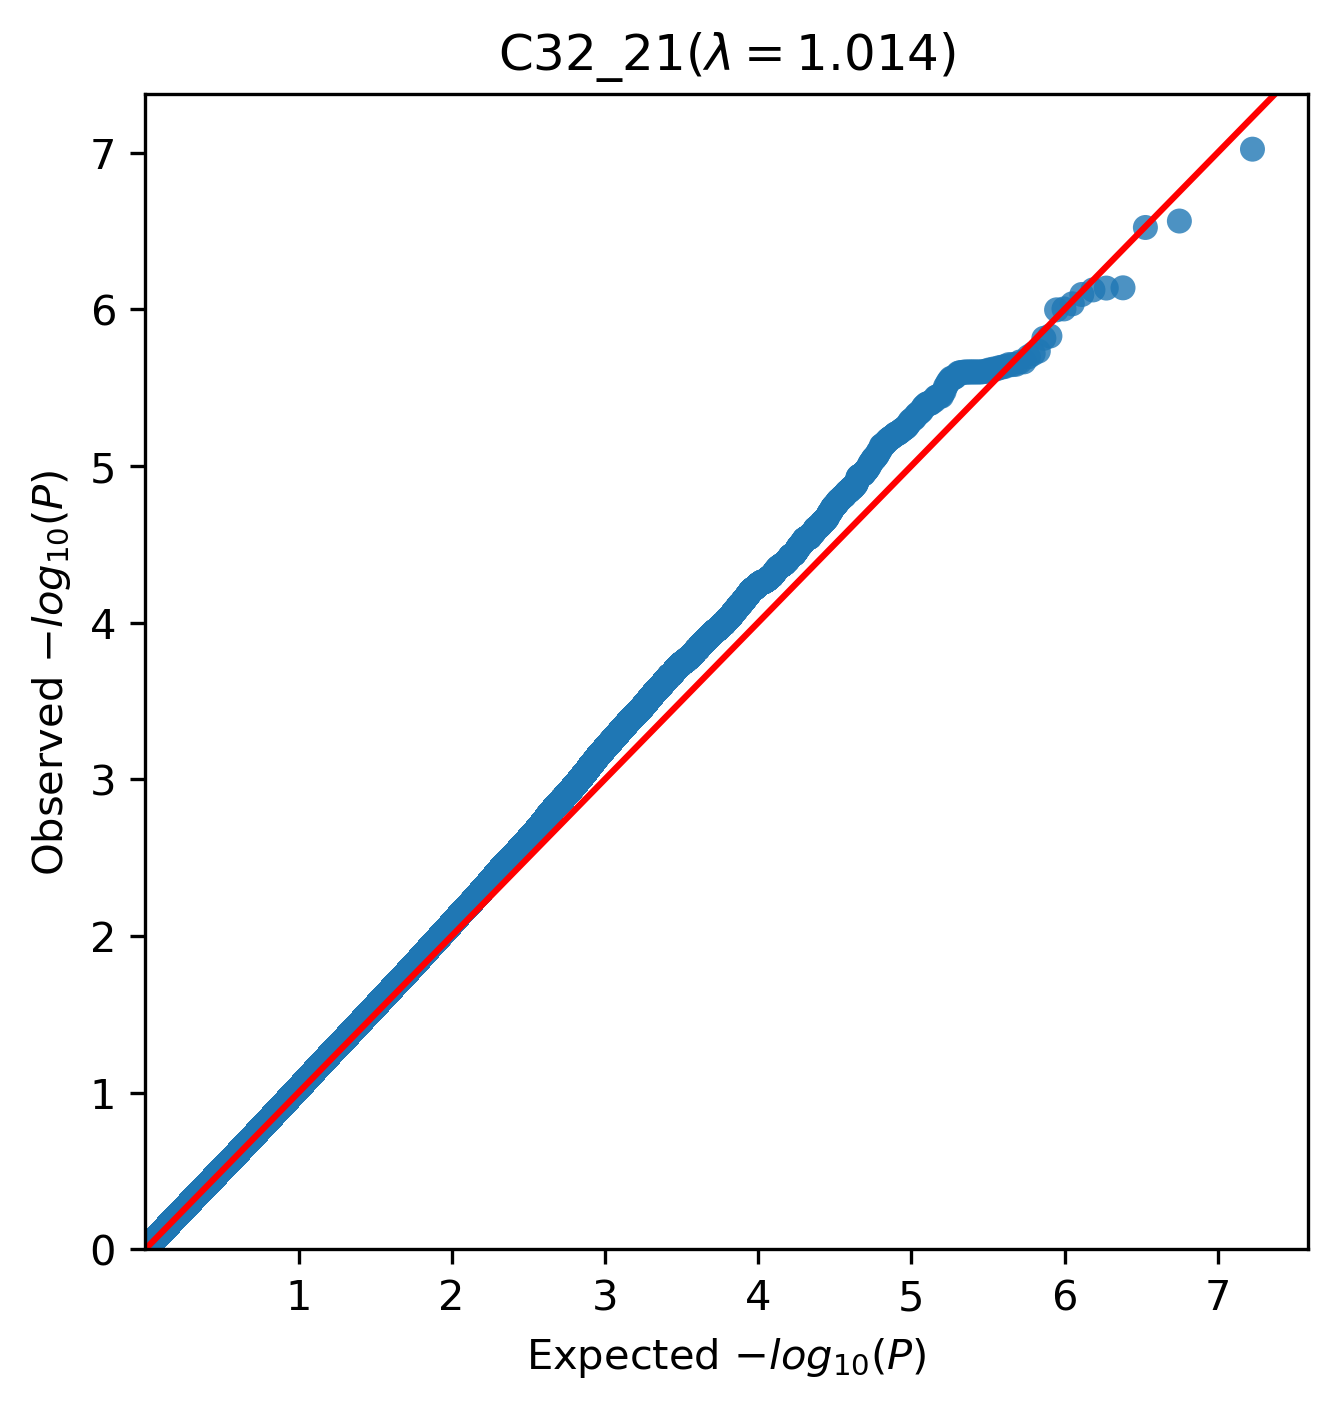 C32_21(λ = 1.014)
7
6
5
4
3
2
1
0
Observed −log₁₀(P)
1 2 3 4 5 6 7
Expected −log₁₀(P)